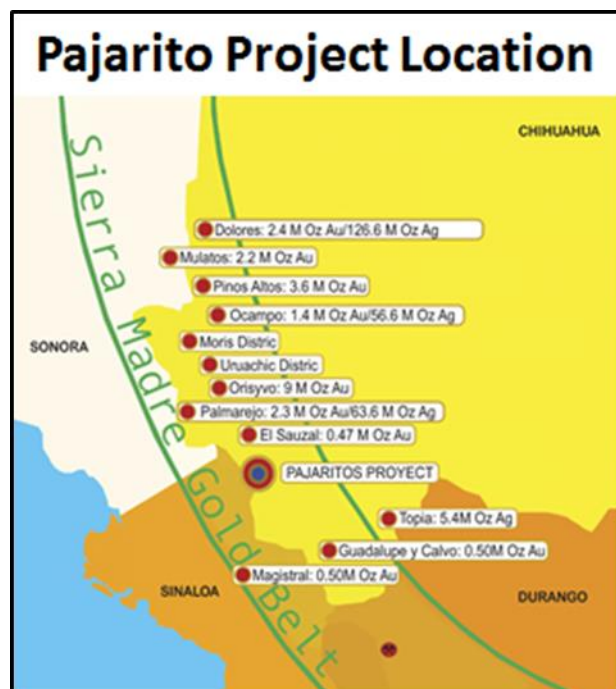 Pajarito Project Location
CHIHUAHUA
Sierra Madre Gold Belt
Dolores: 2.4 M Oz Au/126.6 M Oz Ag
Mulatos: 2.2 M Oz Au
Pinos Altos: 3.6 M Oz Au
Ocampo: 1.4 M Oz Au/56.6 M Oz Ag
Moris Distric
SONORA
Uruachic Distric
Orisyvo: 9 M Oz Au
Palmarejo: 2.3 M Oz Au/63.6 M Oz Ag
El Sauzal: 0.47 M Oz Au
PAJARITOS PROYECT
Topia: 5.4M Oz Ag
Guadalupe y Calvo: 0.50M Oz Au
Magistral: 0.50M Oz Au
SINALOA
DURANGO